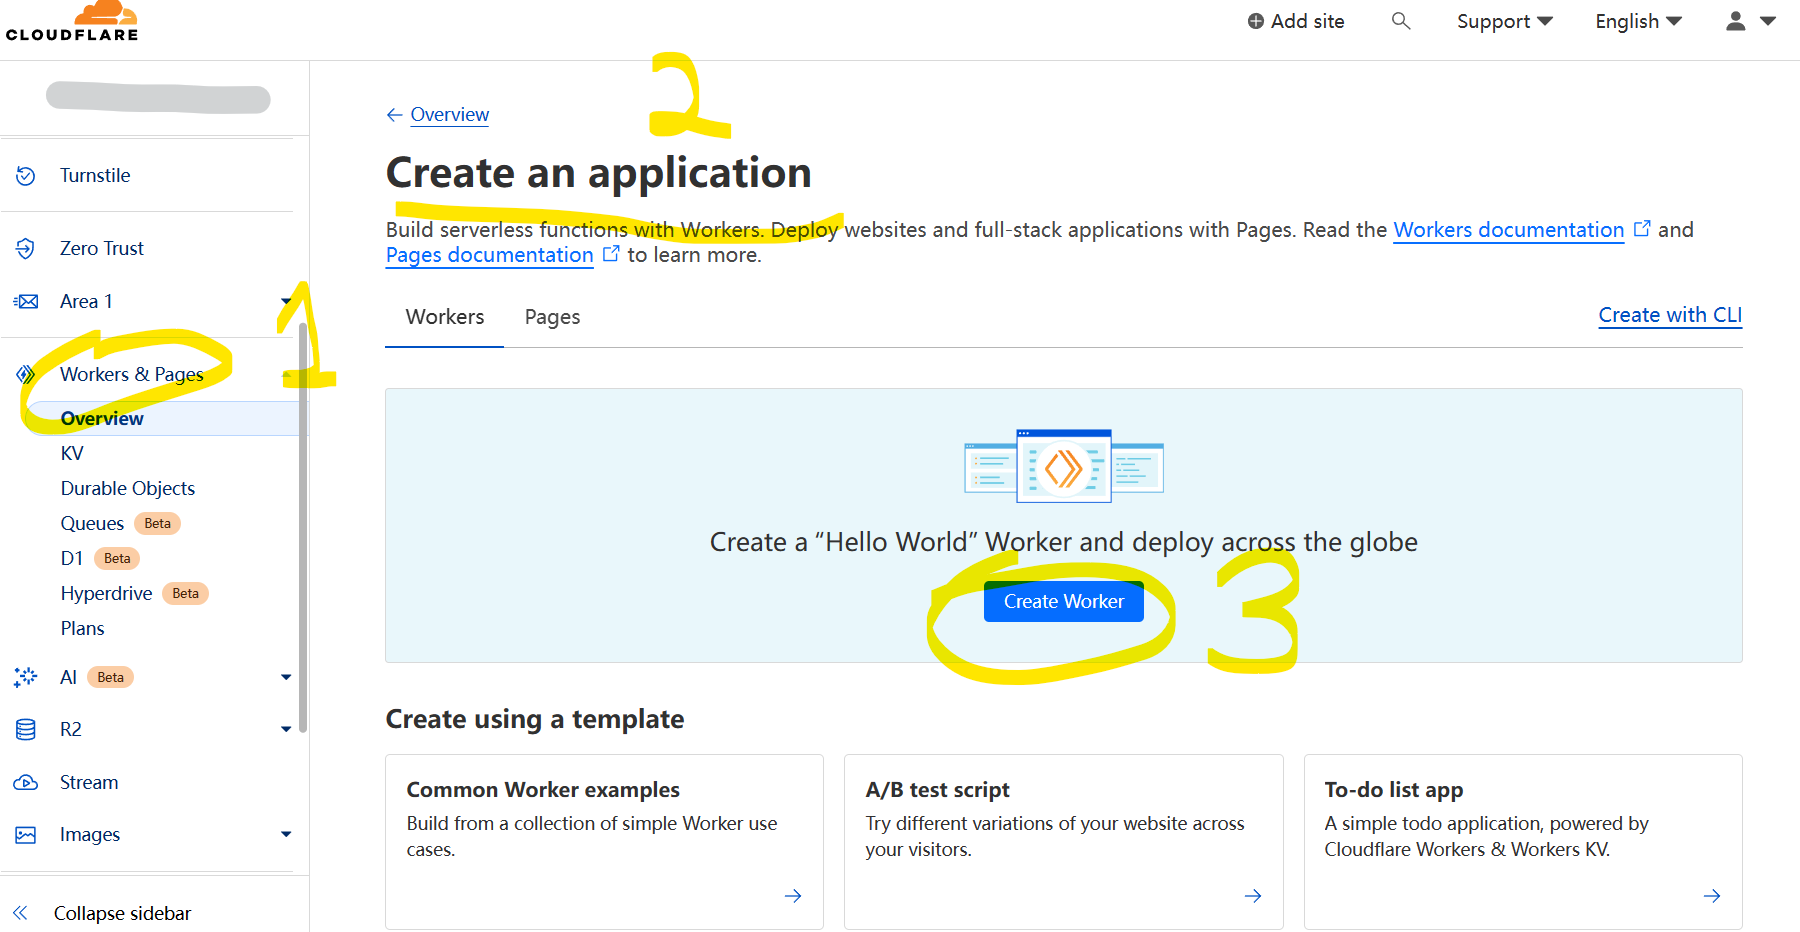 CLOUDFLARE
Add site
Support
English
Turnstile
Zero Trust
Area 1
Workers & Pages
Overview
KV
Durable Objects
Queues Beta
D1 Beta
Hyperdrive Beta
Plans
AI Beta
R2
Stream
Images
Collapse sidebar
1
2
Overview
Create an application
Build serverless functions with Workers. Deploy websites and full-stack applications with Pages. Read the Workers documentation and
Pages documentation to learn more.
Workers Pages
Create with CLI
Create a “Hello World” Worker and deploy across the globe
Create Worker
3
Create using a template
Common Worker examples
Build from a collection of simple Worker use
cases.
A/B test script
Try different variations of your website across
your visitors.
To-do list app
A simple todo application, powered by
Cloudflare Workers & Workers KV.